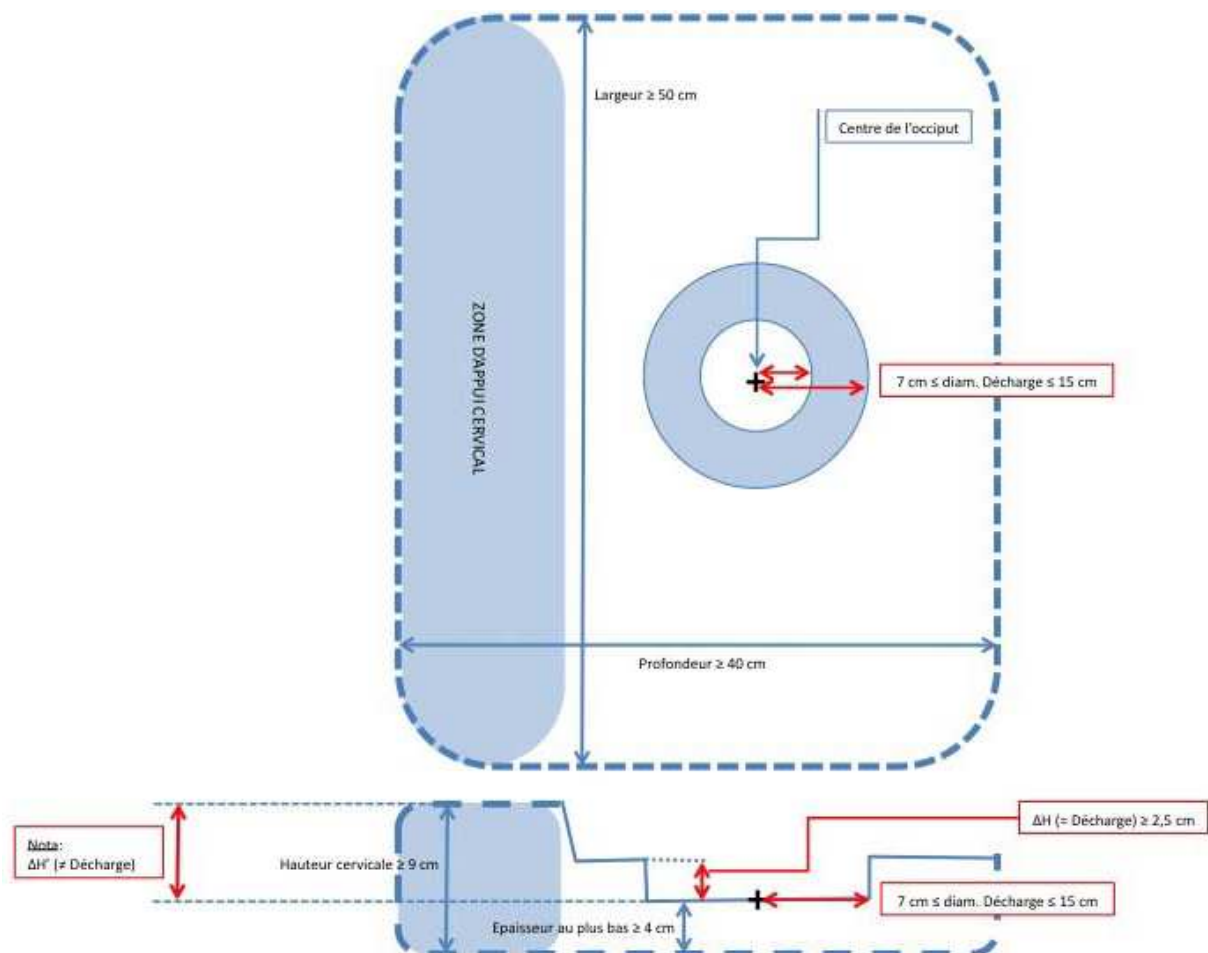 Largeur ≥ 50 cm
Centre de l'occiput
ZONE D'APPUI CERVICAL
7 cm ≤ diam. Décharge ≤ 15 cm
Profondeur ≥ 40 cm
ΔH (= Décharge) ≥ 2,5 cm
Nota:
ΔH' (≠ Décharge)
Hauteur cervicale ≥ 9 cm
7 cm ≤ diam. Décharge ≤ 15 cm
Epaisseur au plus bas ≥ 4 cm